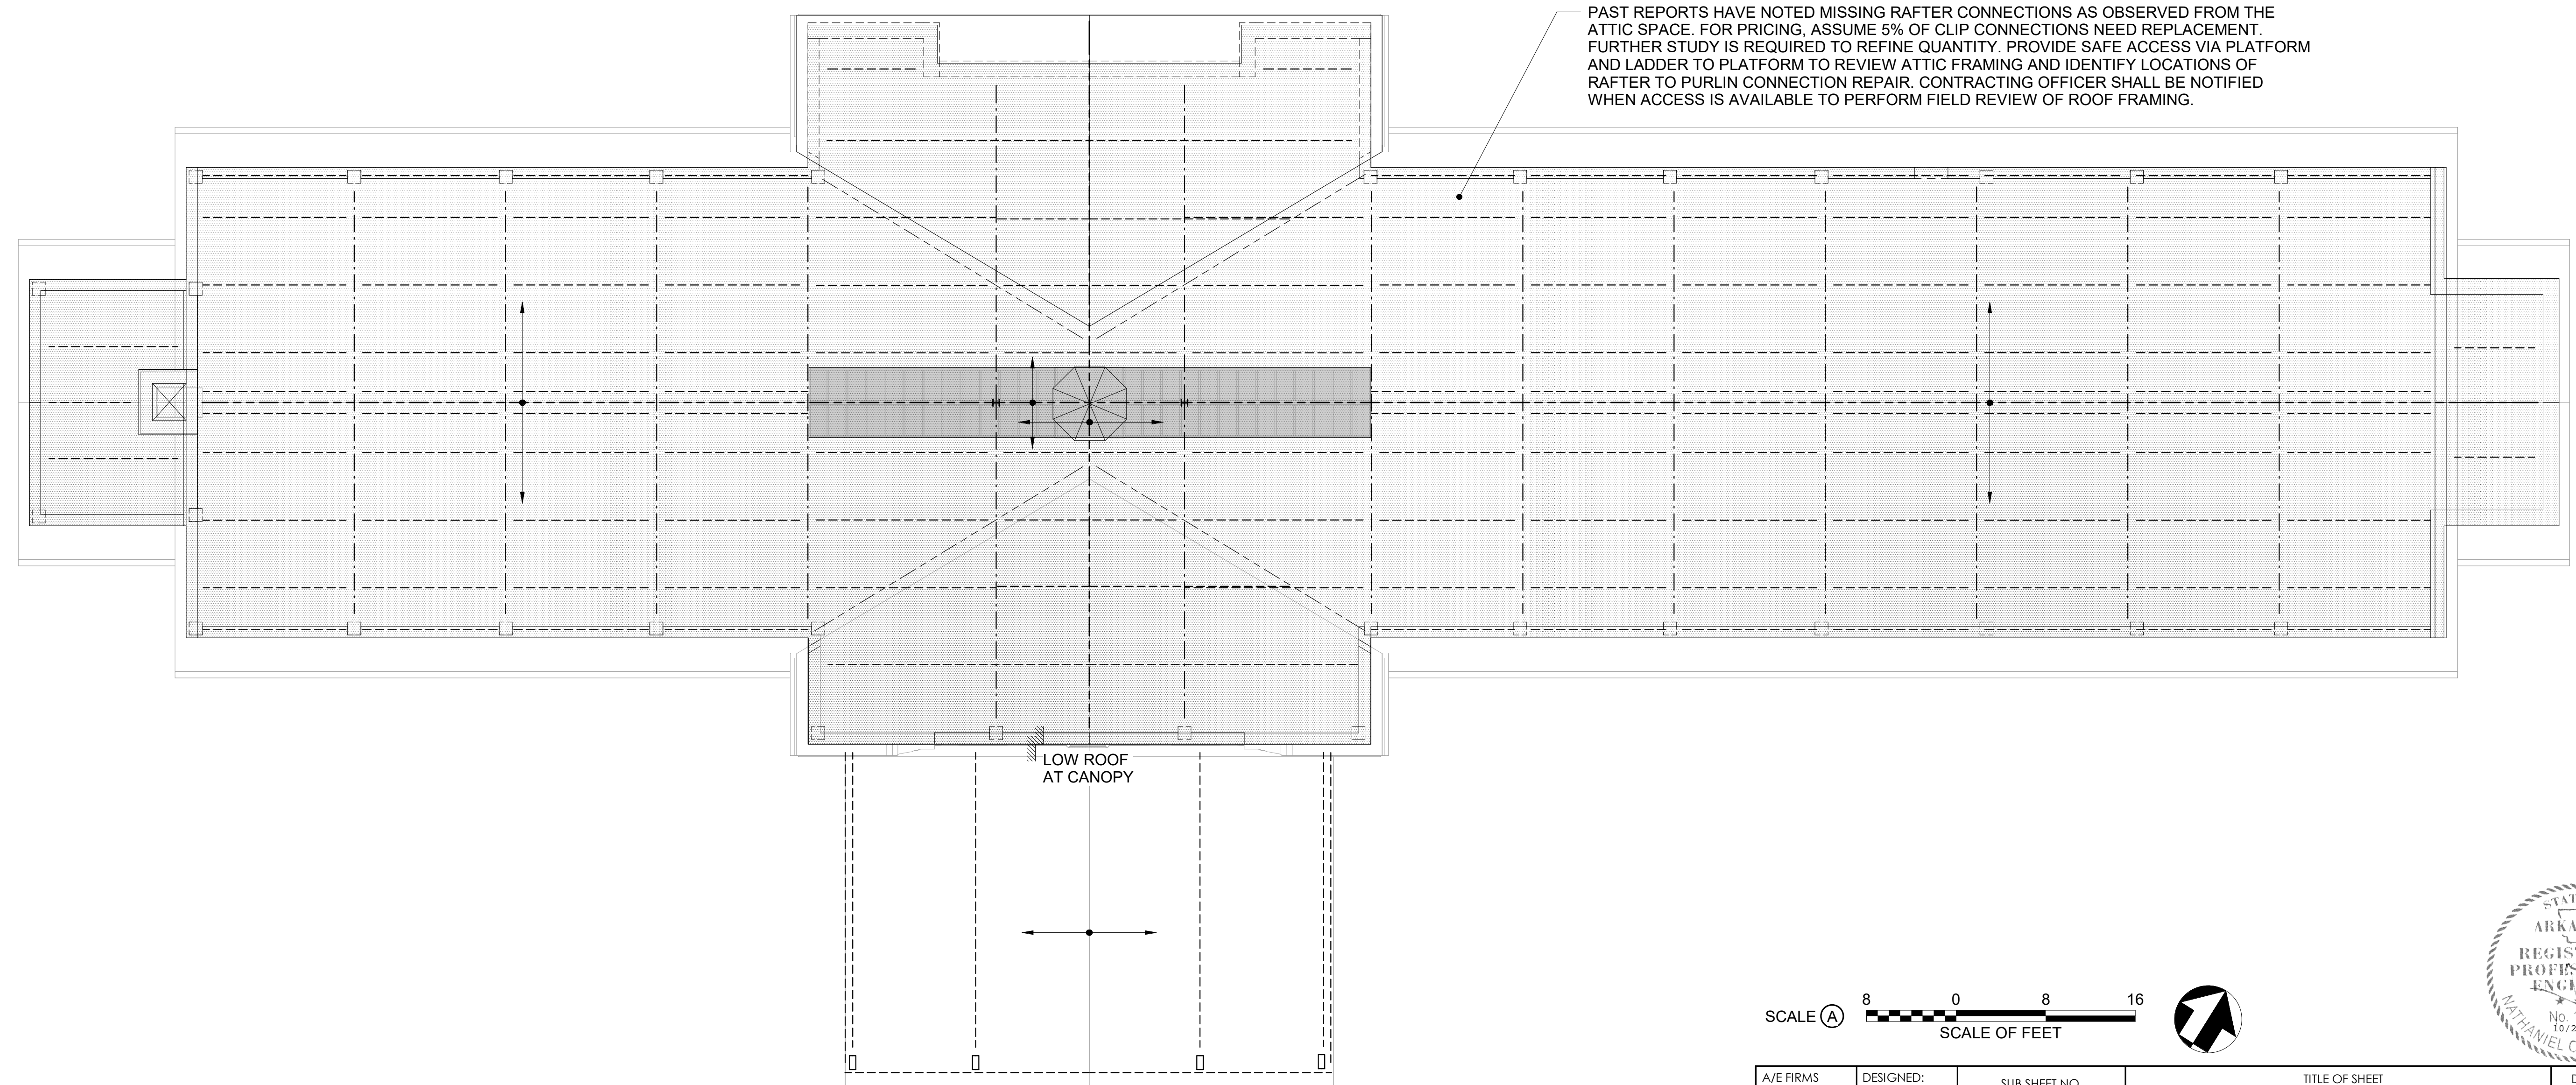 PAST REPORTS HAVE NOTED MISSING RAFTER CONNECTIONS AS OBSERVED FROM THE
ATTIC SPACE. FOR PRICING, ASSUME 5% OF CLIP CONNECTIONS NEED REPLACEMENT.
FURTHER STUDY IS REQUIRED TO REFINE QUANTITY. PROVIDE SAFE ACCESS VIA PLATFORM
AND LADDER TO PLATFORM TO REVIEW ATTIC FRAMING AND IDENTIFY LOCATIONS OF
RAFTER TO PURLIN CONNECTION REPAIR. CONTRACTING OFFICER SHALL BE NOTIFIED
WHEN ACCESS IS AVAILABLE TO PERFORM FIELD REVIEW OF ROOF FRAMING.
LOW ROOF
AT CANOPY
SCALE A
8 0 8 16
SCALE OF FEET
No.
NATHANIEL
A/E FIRMS
DESIGNED:
SUB SHEET NO.
TITLE OF SHEET